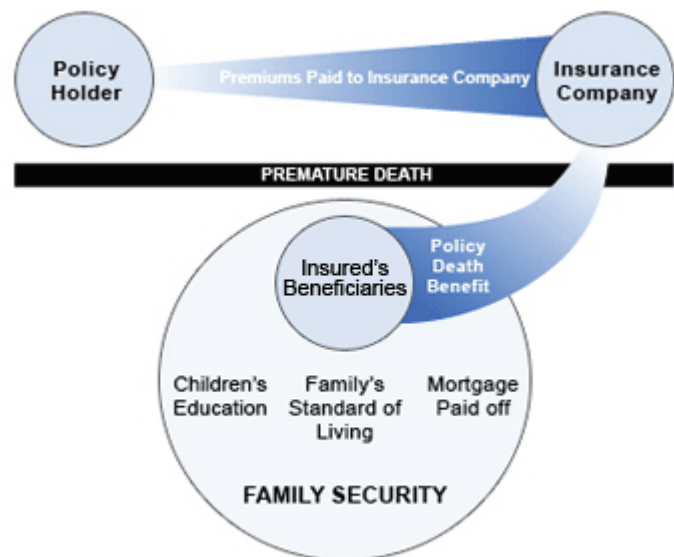 Policy
Holder
Premiums Paid to Insurance Company
Insurance
Company
PREMATURE DEATH
Insured's
Beneficiaries
Policy
Death
Benefit
Children's
Education
Family's
Standard of
Living
Mortgage
Paid off
FAMILY SECURITY